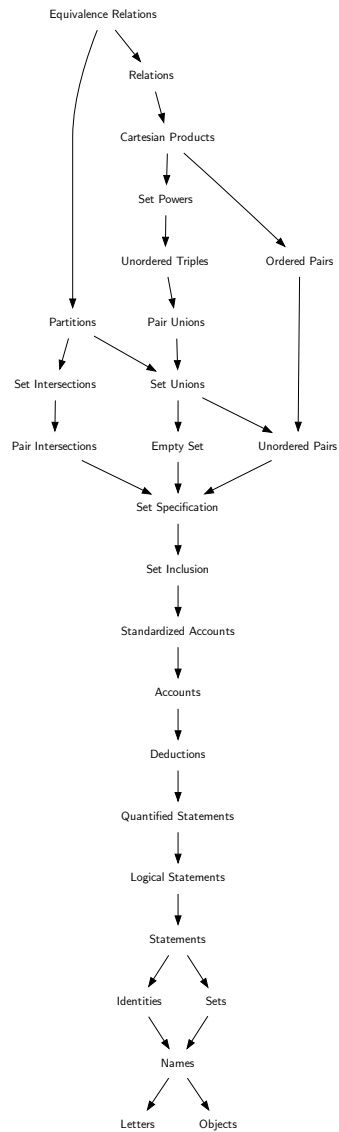 Equivalence Relations
Relations
Cartesian Products
Set Powers
Unordered Triples
Ordered Pairs
Partitions
Pair Unions
Set Intersections
Set Unions
Pair Intersections
Empty Set
Unordered Pairs
Set Specification
Set Inclusion
Standardized Accounts
Accounts
Deductions
Quantified Statements
Logical Statements
Statements
Identities
Sets
Names
Letters
Objects